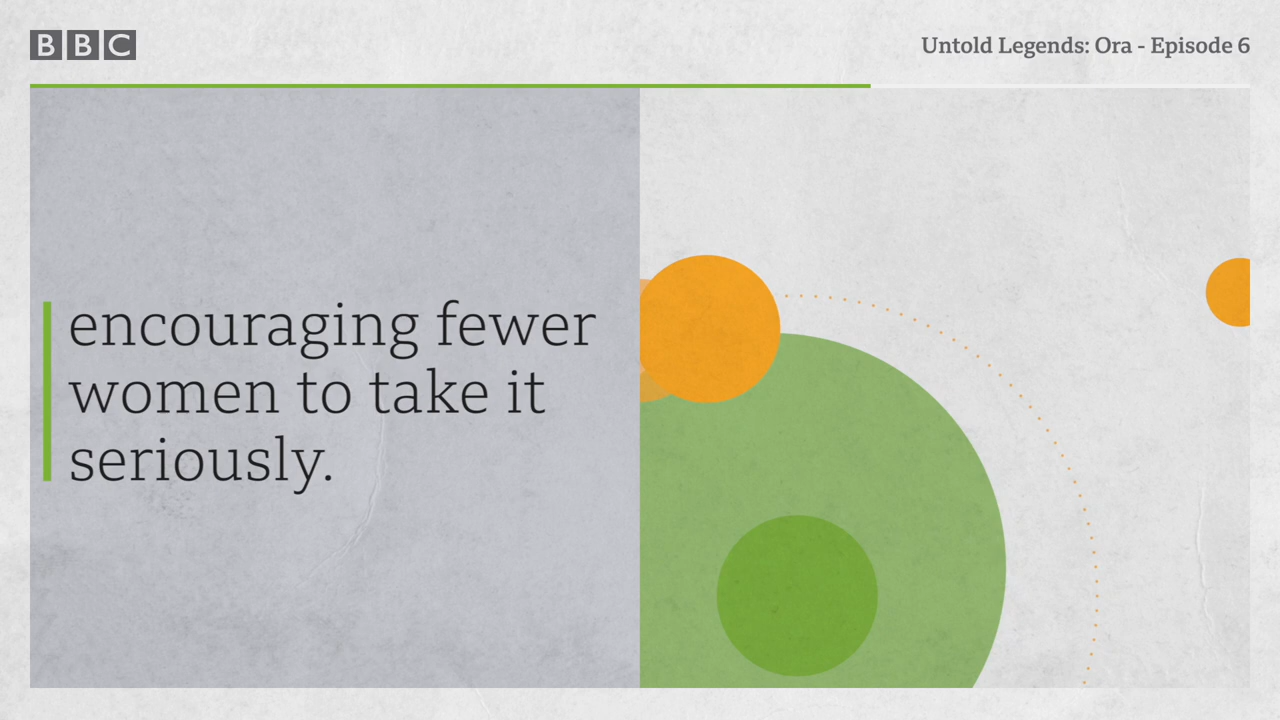 BBC
Untold Legends: Ora - Episode 6
encouraging fewer
women to take it
seriously.